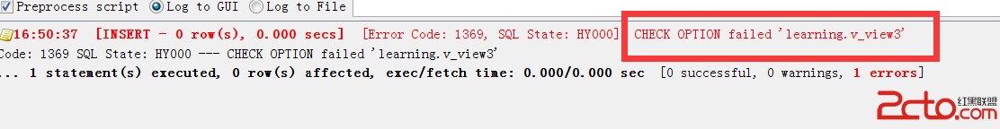 Preprocess script Log to GUI Log to File
16:50:37 [INSERT - 0 row(s), 0.000 secs] [Error Code: 1369, SQL State: HY000] CHECK OPTION failed 'learning.v_view3'
Code: 1369 SQL State: HY000 --- CHECK OPTION failed 'learning.v_view3'
... 1 statement(s) executed, 0 row(s) affected, exec/fetch time: 0.000/0.000 sec [0 successful, 0 warnings, 1 errors]
2cto.com
红黑联盟